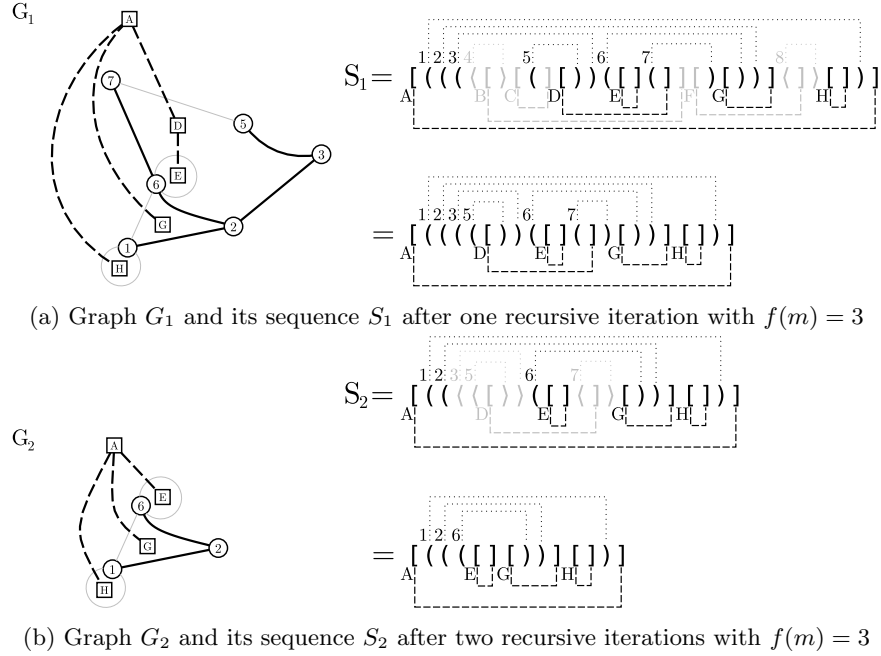 G1
A
7
D
5
3
E
6
G
2
1
H
1 2 3 4 5 6 7 8
S1 = [ ( ( ( ⟨ [ ⟩ [ ( ] [ ) ) ( [ ] ( ] ] [ ) [ ) ) ] ⟨ ] ⟩ [ ] ) ]
A B C D E F G H
1 2 3 5 6 7
= [ ( ( ( ( [ ) ) ( [ ] ( ] ) [ ) ) ] [ ] ) ]
A D E G H
(a) Graph G1 and its sequence S1 after one recursive iteration with f(m) = 3
G2
A
E
6
G
2
1
H
1 2 3 5 6 7
S2 = [ ( ( ⟨ ⟨ [ ⟩ ⟩ ( [ ] ⟨ ] ⟩ [ ) ) ] [ ] ) ]
A D E G H
1 2 6
= [ ( ( ( [ ] [ ) ) ] [ ] ) ]
A E G H
(b) Graph G2 and its sequence S2 after two recursive iterations with f(m) = 3